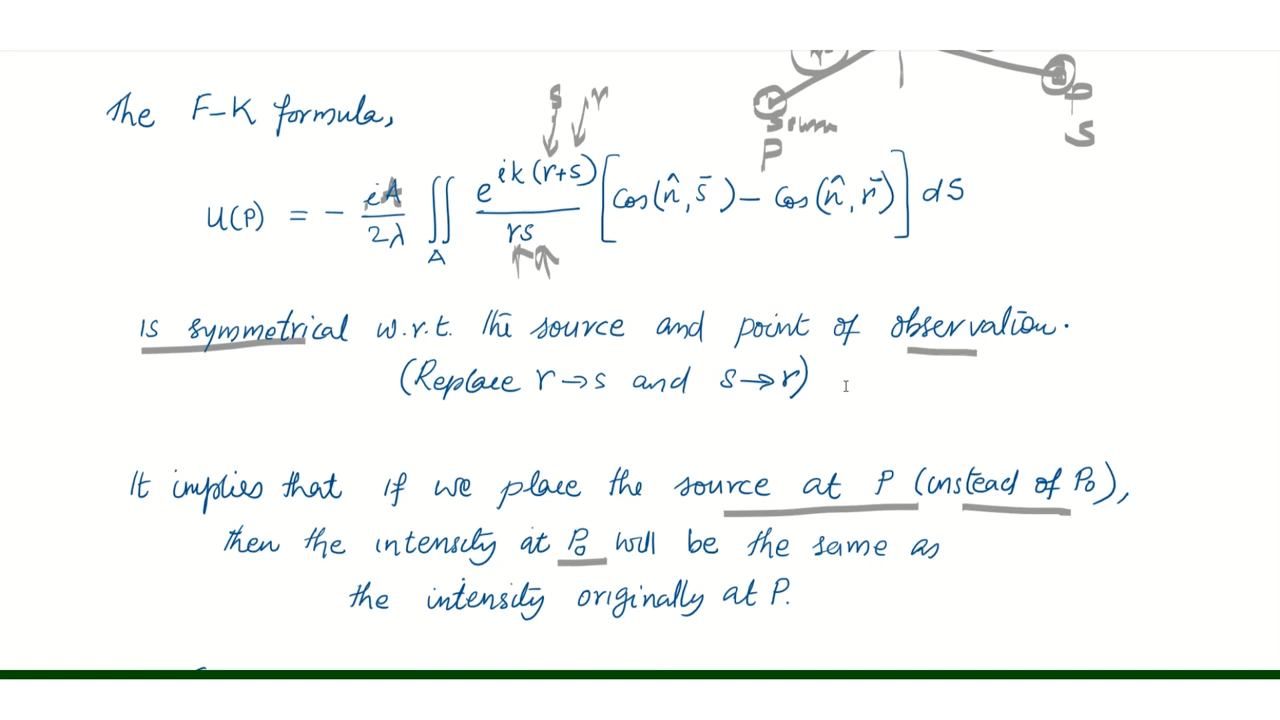 S
r
The F-K formula,
P
S
U(P) = - iA/2λ ∬_A e^{ik(r+s)}/rs [Cos(n̂, s̄) - Cos(n̂, r̄)] dS
is symmetrical w.r.t. the source and point of observation.
(Replace r→s and s→r)
It implies that if we place the source at P (instead of P₀),
then the intensity at P₀ will be the same as
the intensity originally at P.